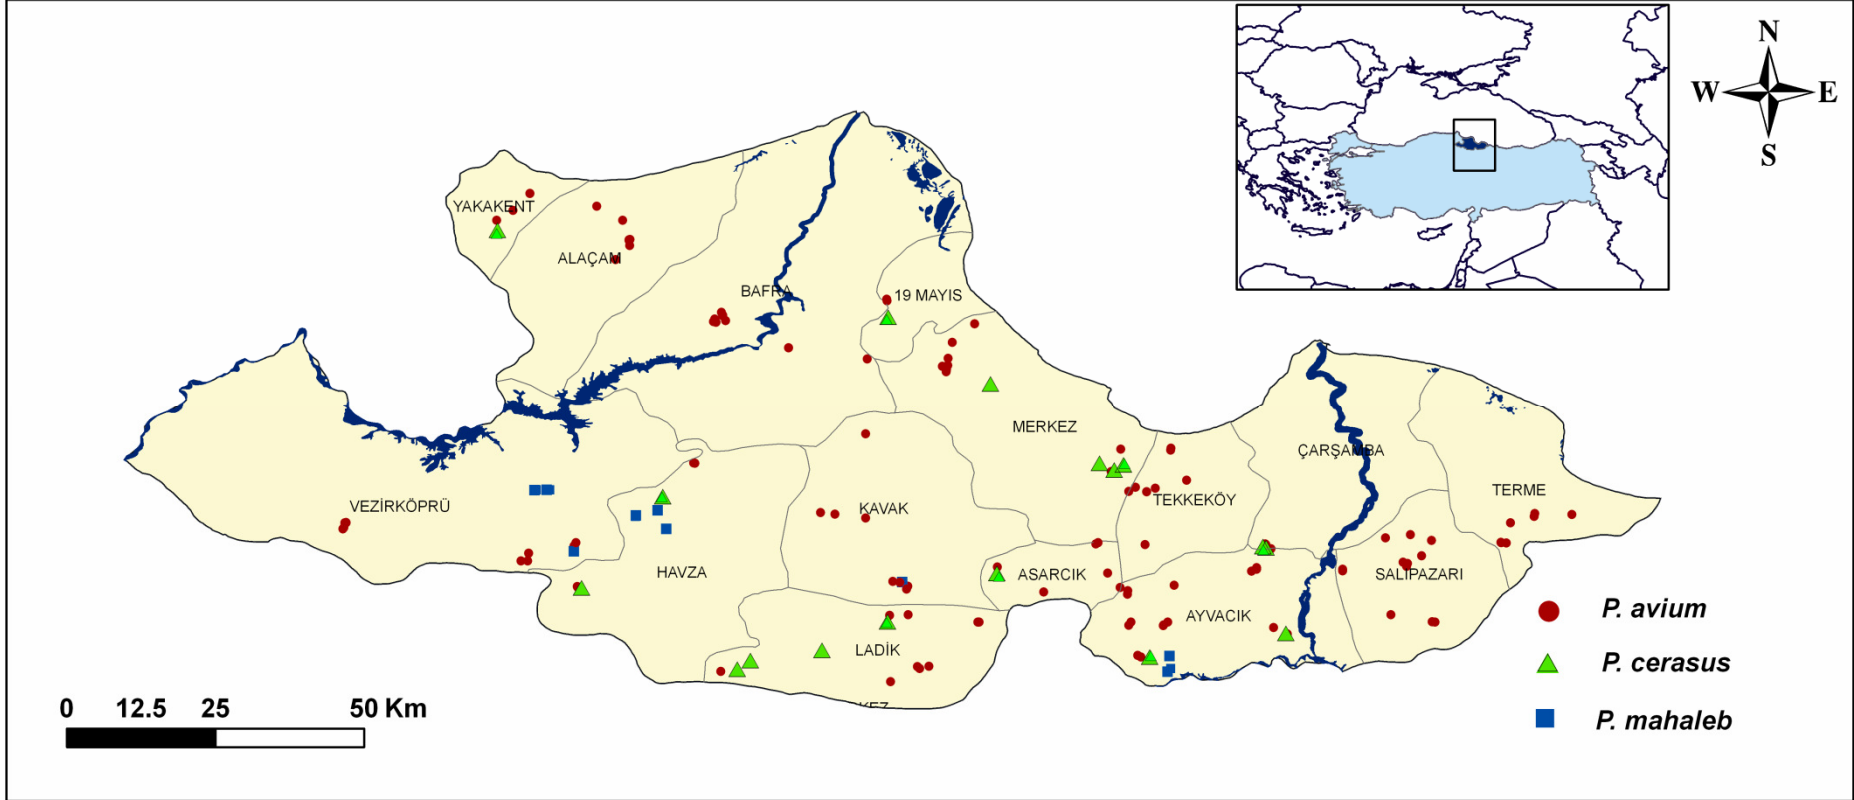 N
W E
S
YAKAKENT
ALAÇAM
BAFRA
19 MAYIS
MERKEZ
ÇARŞAMBA
VEZİRKÖPRÜ
KAVAK
TEKKEKÖY
TERME
HAVZA
ASARCIK
SALIPAZARI
AYVACIK
LADİK
KEZ
P. avium
P. cerasus
P. mahaleb
0 12.5 25 50 Km